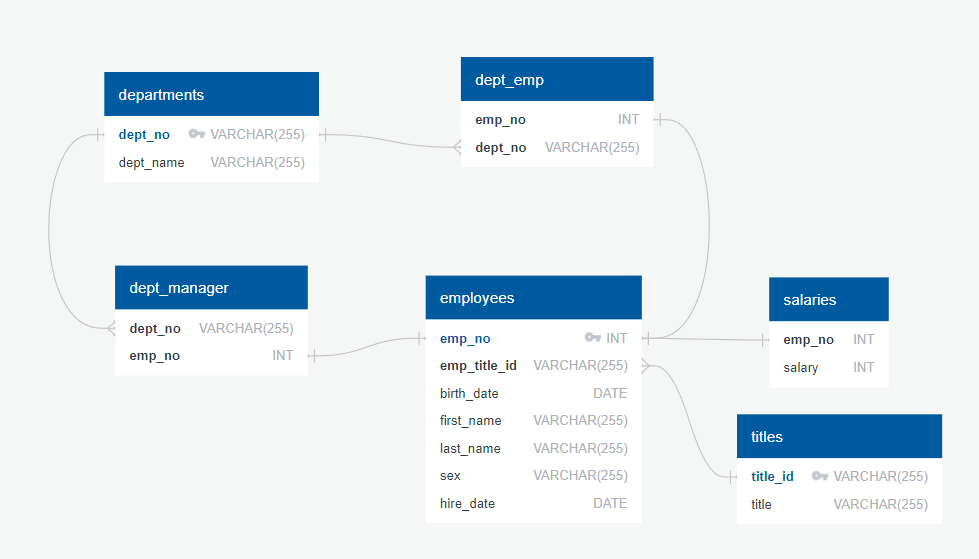 departments
dept_no VARCHAR(255)
dept_name VARCHAR(255)
dept_emp
emp_no INT
dept_no VARCHAR(255)
dept_manager
dept_no VARCHAR(255)
emp_no INT
employees
emp_no INT
emp_title_id VARCHAR(255)
birth_date DATE
first_name VARCHAR(255)
last_name VARCHAR(255)
sex VARCHAR(255)
hire_date DATE
salaries
emp_no INT
salary INT
titles
title_id VARCHAR(255)
title VARCHAR(255)